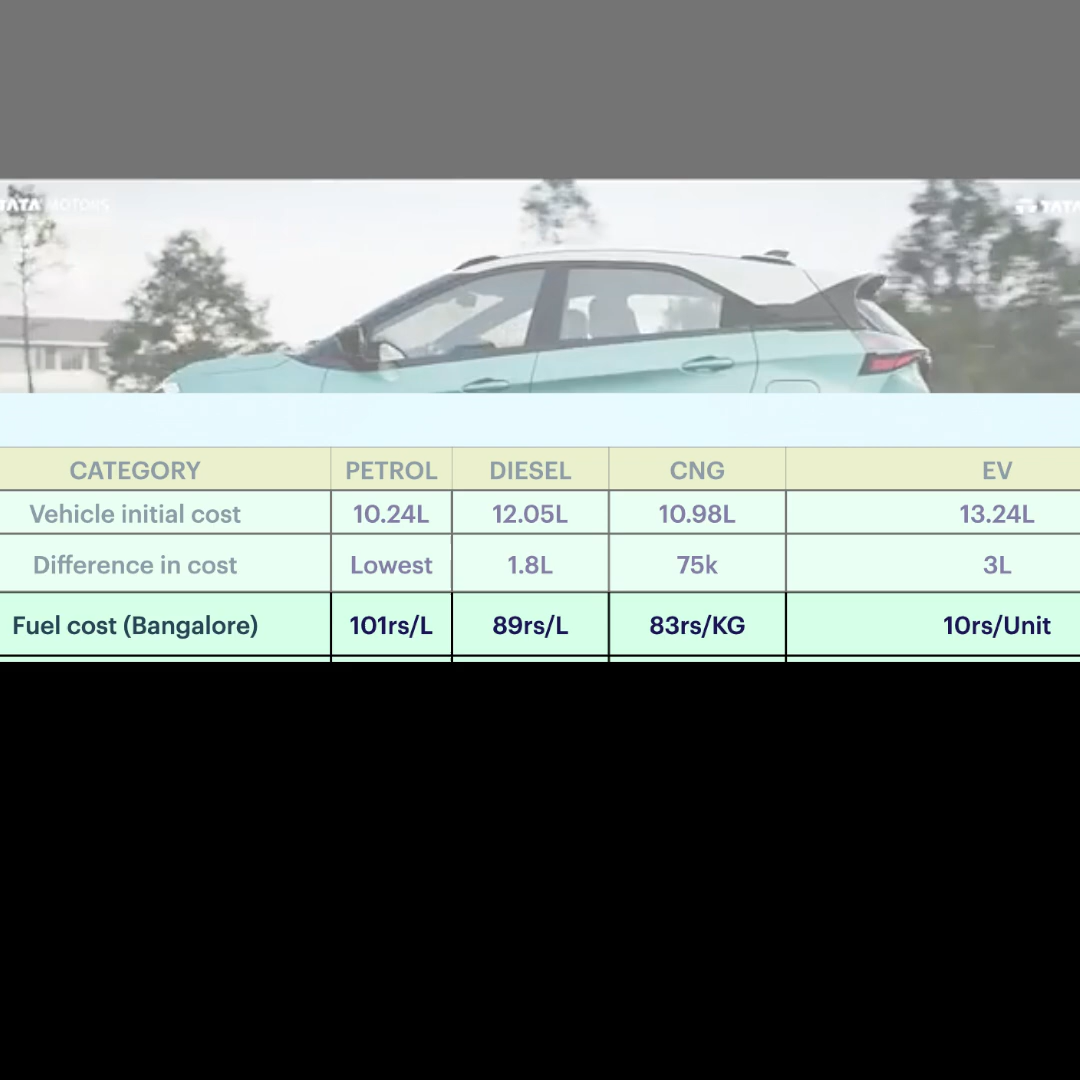 TATA MOTORS TATA
CATEGORY PETROL DIESEL CNG EV
Vehicle initial cost 10.24L 12.05L 10.98L 13.24L
Difference in cost Lowest 1.8L 75k 3L
Fuel cost (Bangalore) 101rs/L 89rs/L 83rs/KG 10rs/Unit